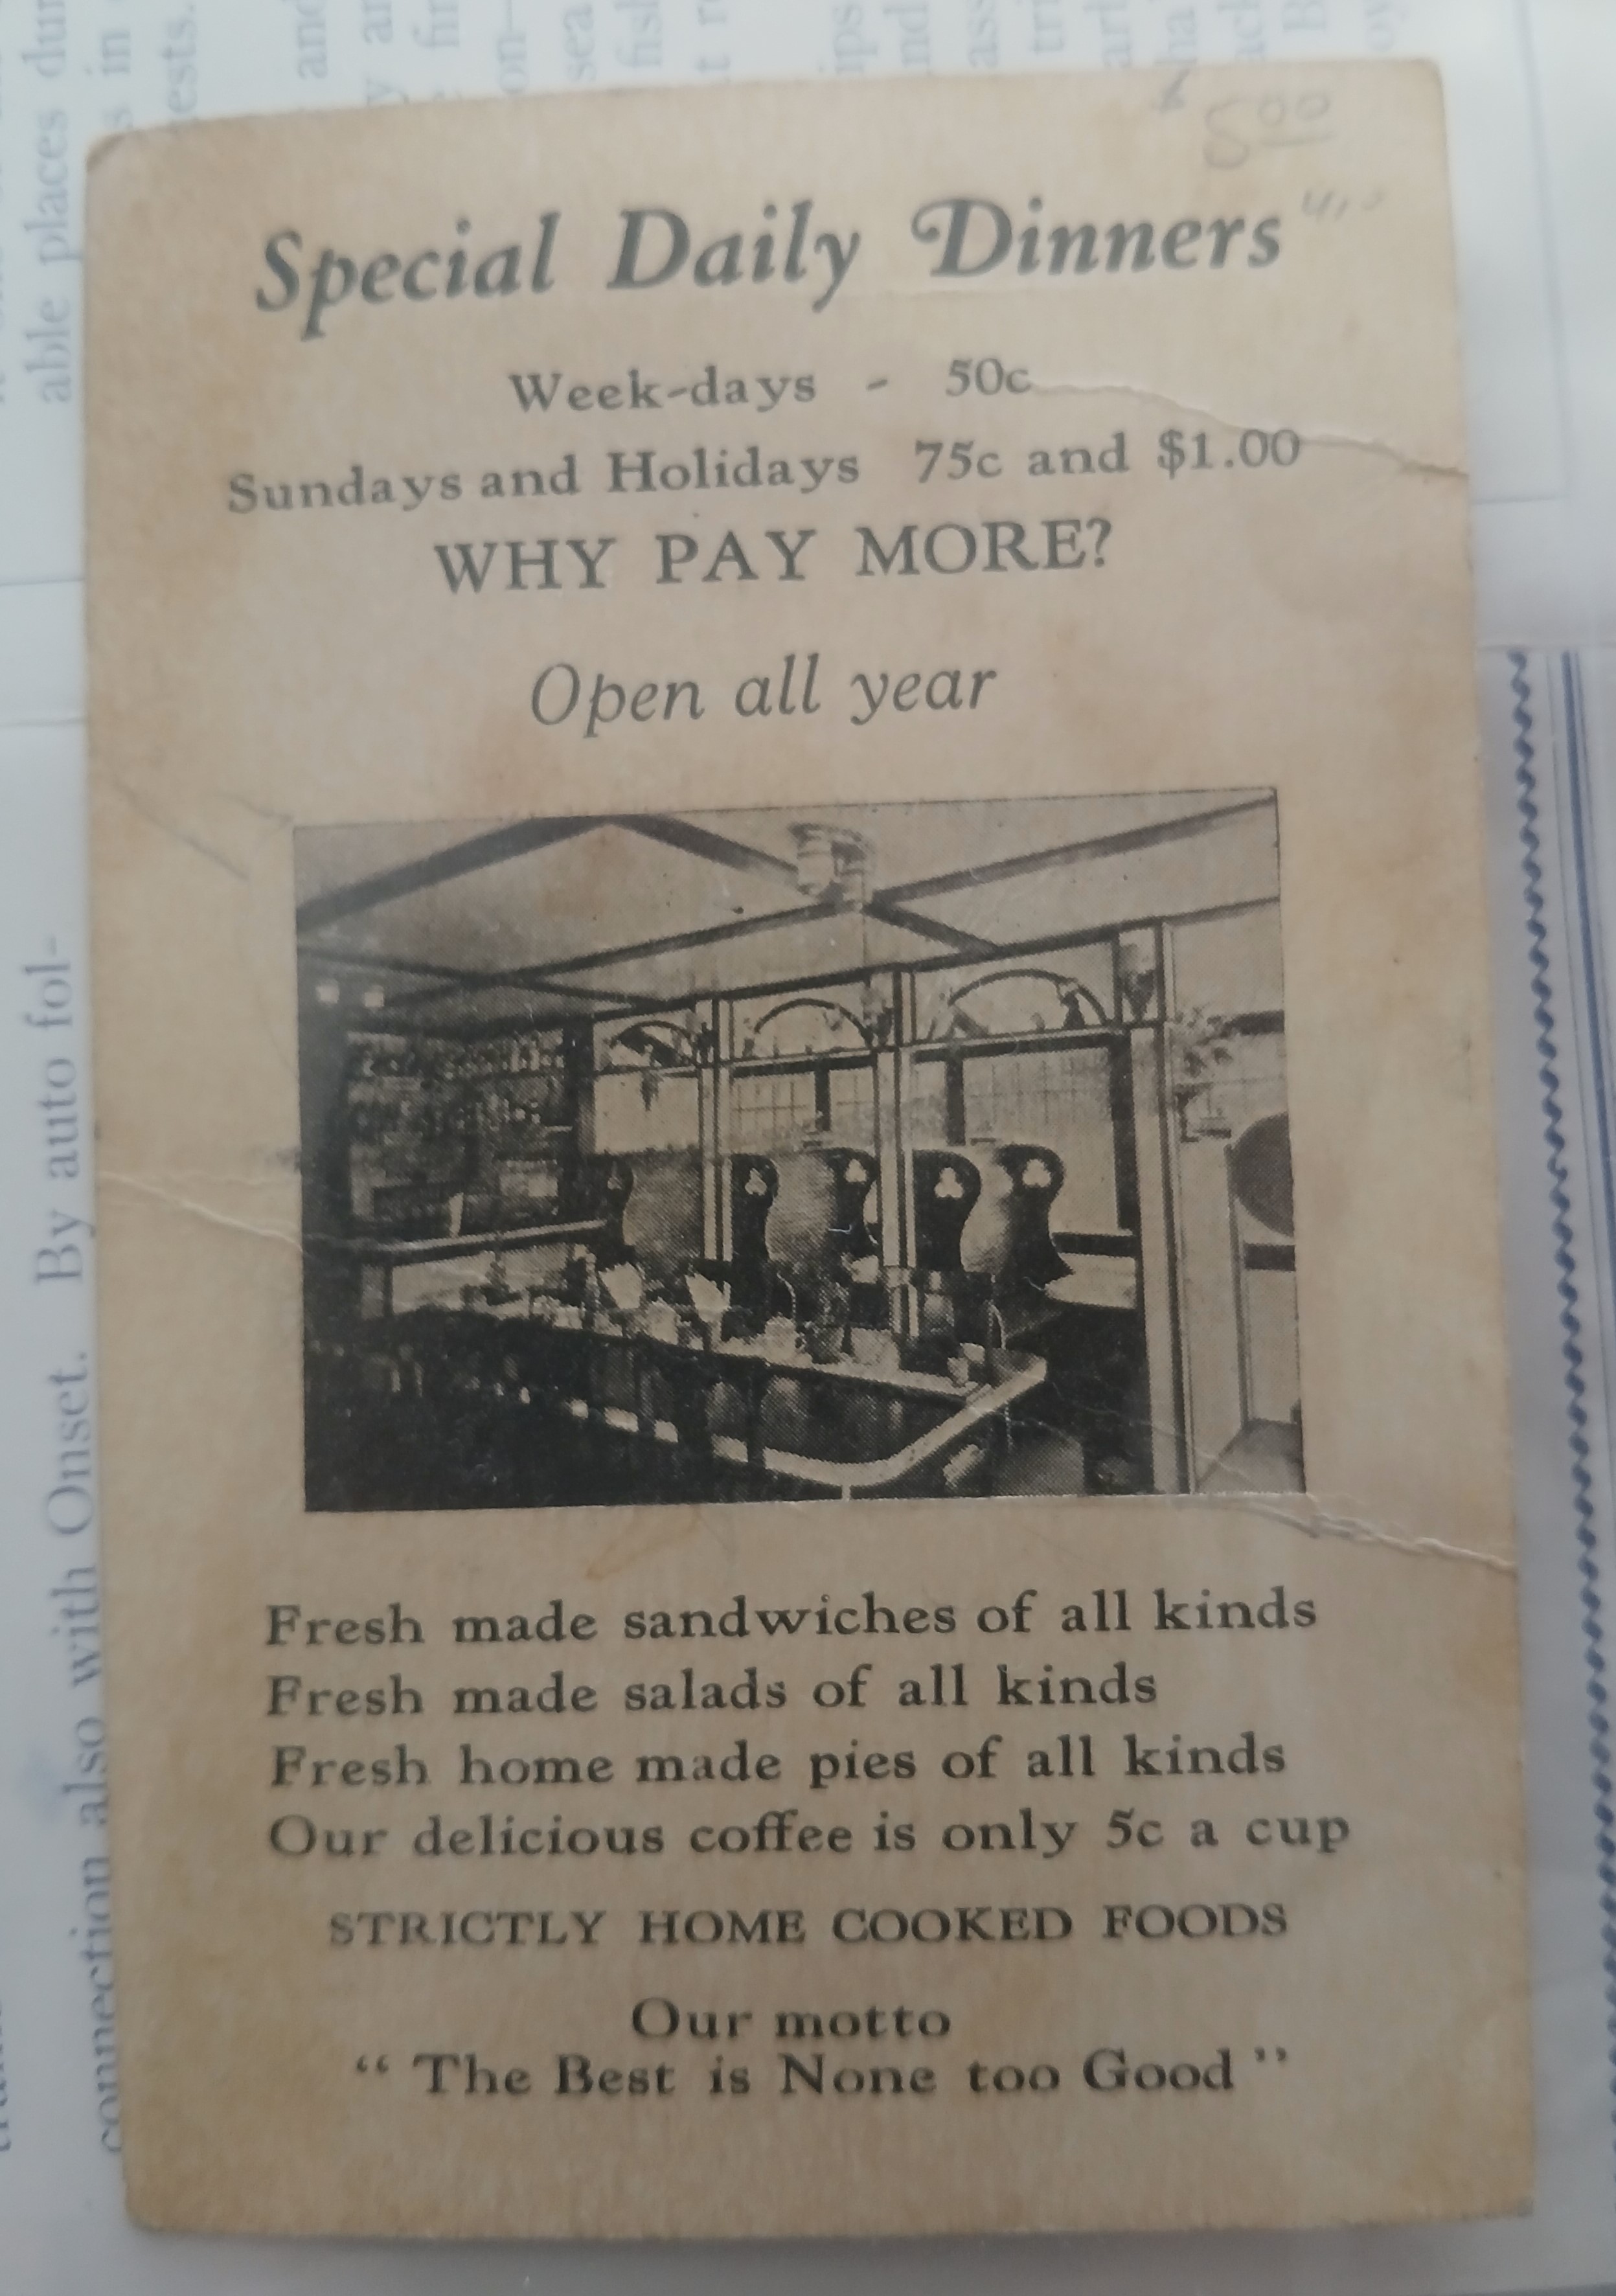 5 00
Special Daily Dinners
Week-days - 50c
Sundays and Holidays 75c and $1.00
WHY PAY MORE?
Open all year
Fresh made sandwiches of all kinds
Fresh made salads of all kinds
Fresh home made pies of all kinds
Our delicious coffee is only 5c a cup
STRICTLY HOME COOKED FOODS
Our motto
“ The Best is None too Good ”
able places
connection also with Onset. By auto fol-